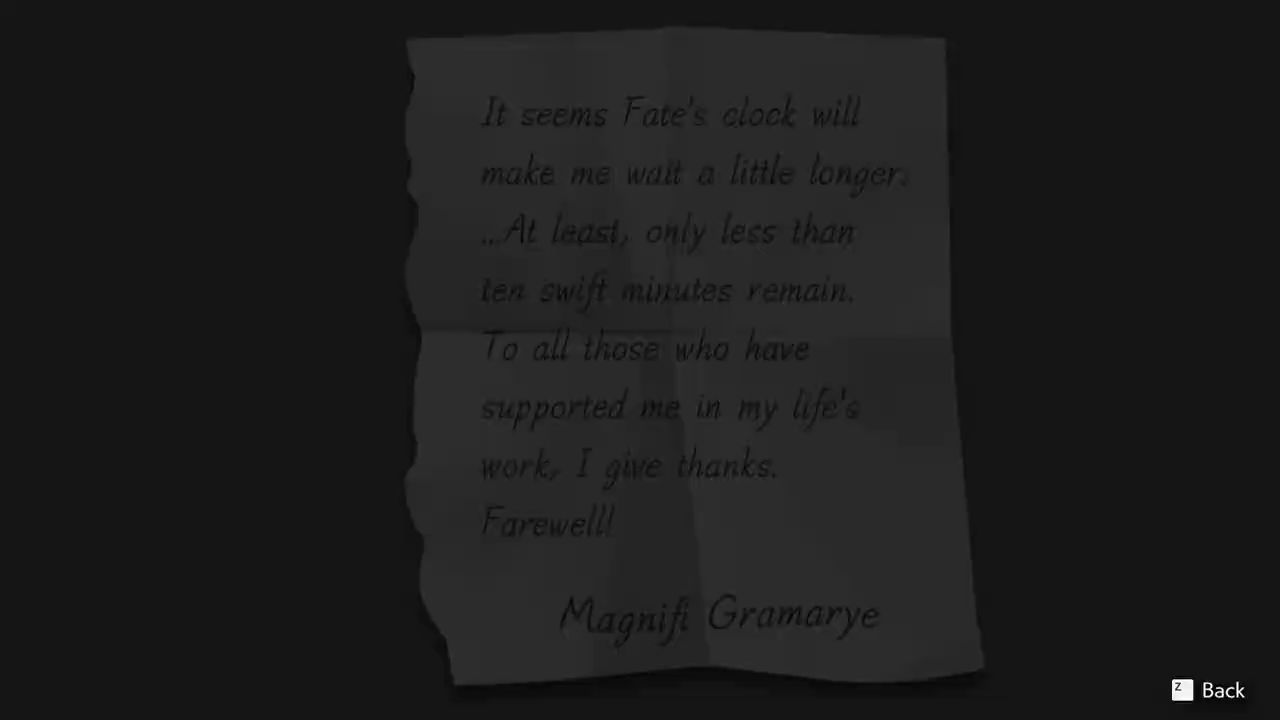 It seems Fate's clock will
make me wait a little longer.
...At least, only less than
ten swift minutes remain.
To all those who have
supported me in my life's
work, I give thanks.
Farewell!
Magnifi Gramarye
Z Back